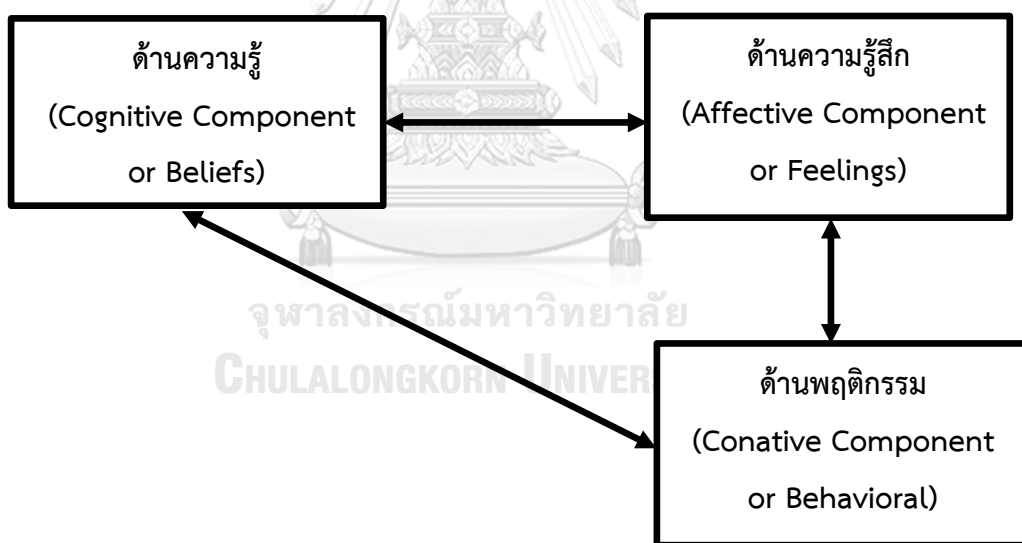 ด้านความรู้
(Cognitive Component
or Beliefs)
ด้านความรู้สึก
(Affective Component
or Feelings)
จุฬาลงกรณ์มหาวิทยาลัย
CHULALONGKORN UNIVER
ด้านพฤติกรรม
(Conative Component
or Behavioral)